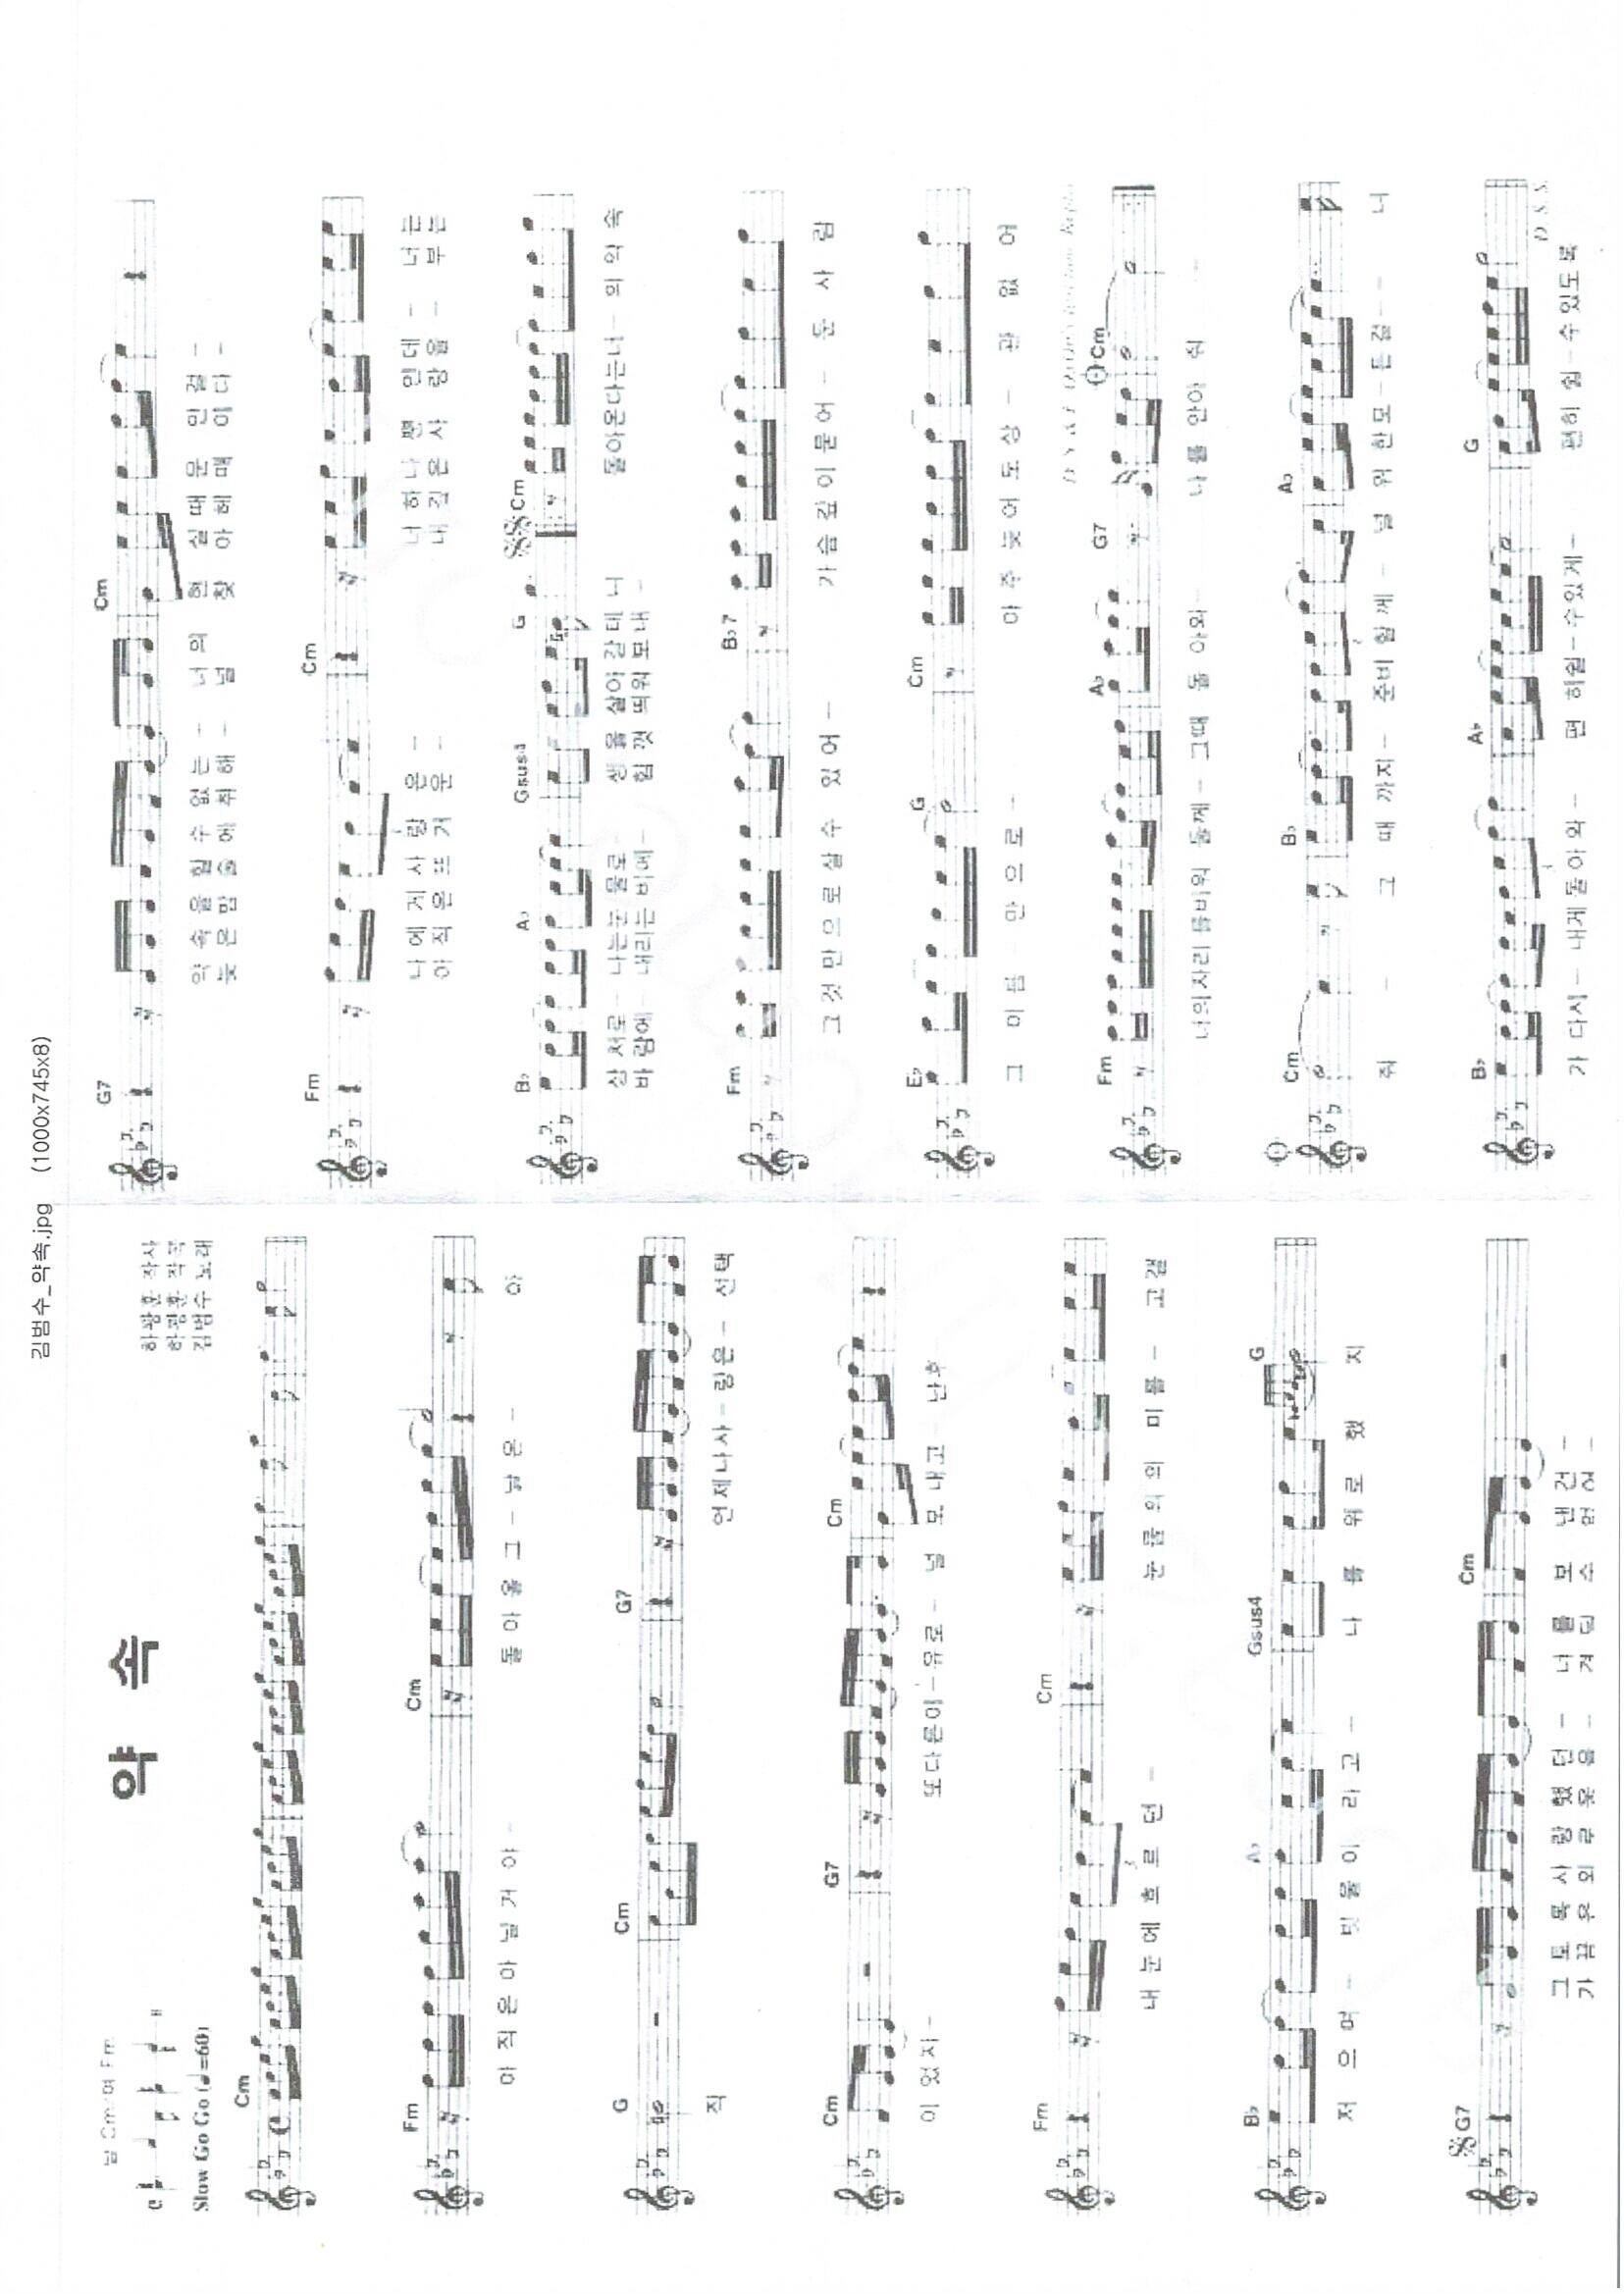 김범수_약속.jpg (1000x745x8)
남 Cm/여 Fm
약 속
하광훈 작사
하광훈 작곡
김범수 노래
Slow Go Go (♩=60)
Cm
Fm Cm
아 직 은 아 닐 거 야 - 돌 아 올 그 - 날 은 - 아
G Cm G7
직 언 제 나 사 - 랑 은 - 선 택
Cm G7 Cm
이 었 지 - 또 다 른 이 - 유 로 - 널 보 내 고 난 후
Fm Cm
내 눈 에 흐 르 던 - 눈 물 의 의 미 를 - 고 갤
B♭ A♭ Gsus4 G
저 으 며 - 빗 물 이 라 고 - 나 를 위 로 했 지
G7 Cm
그 토 록 사 랑 했 던 - 너 를 보 낸 건 -
가 끔 은 외 로 움 을 - 견 딜 수 없 어 -
G7 Cm
약 속 을 할 수 없 는 - 너 의 현 실 때 문 인 걸 -
늦 은 밤 술 에 취 해 - 널 찾 아 헤 매 이 다 -
Fm Cm
나 에 게 사 랑 은 - 너 하 나 뿐 인 데 - 너 는
아 직 은 뜨 거 운 - 내 깊 은 사 랑 을 - 부 는
B♭ A♭ Gsus4 G Cm
상 처 로 - 나 는 눈 물 로 - 생 을 살 아 갈 테 니 돌아온다는너 - 의 약 속
바 람에 - 내리는 비에 - 힘 껏 띄워 보 내 -
Fm B♭7
그 것 만 으 로 살 수 있 어 - 가 슴 깊 이 묻 어 - 둔 사 람
E♭ G Cm
그 이 름 만 으 로 - 아 주 늦 어 도 상 - 관 없 어
Fm A♭ G7 Cm
너의자리를비워 둘께 - 그때 돌 아와 - 나 를 안아 줘 -
Cm B♭ A♭
줘 - 그 때 까지 - 준비 할 께 - 널 위 한모 - 든걸 - - 너
B♭ A♭ G
가 다시 - 내게 돌 아 와 - 편 히쉴 - 수있게 - 편히 쉴 - 수있도록
D. S. S.